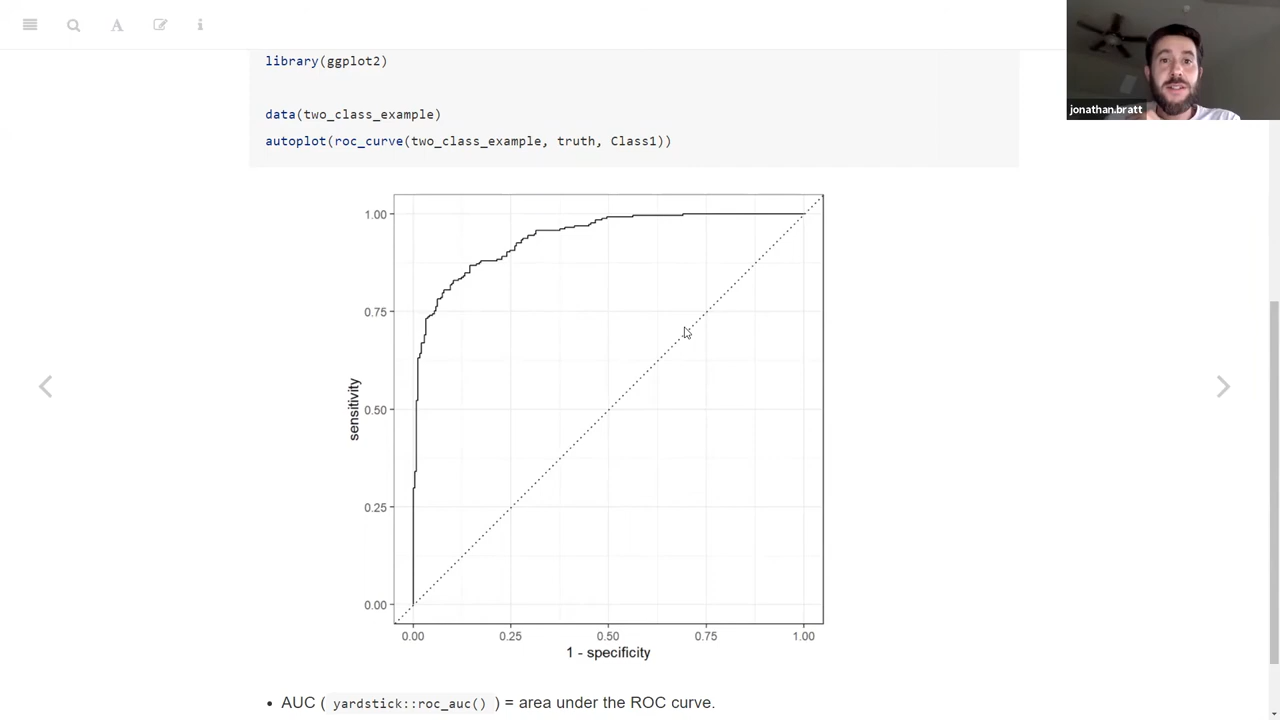 library(ggplot2)
jonathan.bratt
data(two_class_example)
autoplot(roc_curve(two_class_example, truth, Class1))
1.00
0.75
0.50
0.25
0.00
sensitivity
0.00 0.25 0.50 0.75 1.00
1 - specificity
• AUC ( yardstick::roc_auc() ) = area under the ROC curve.